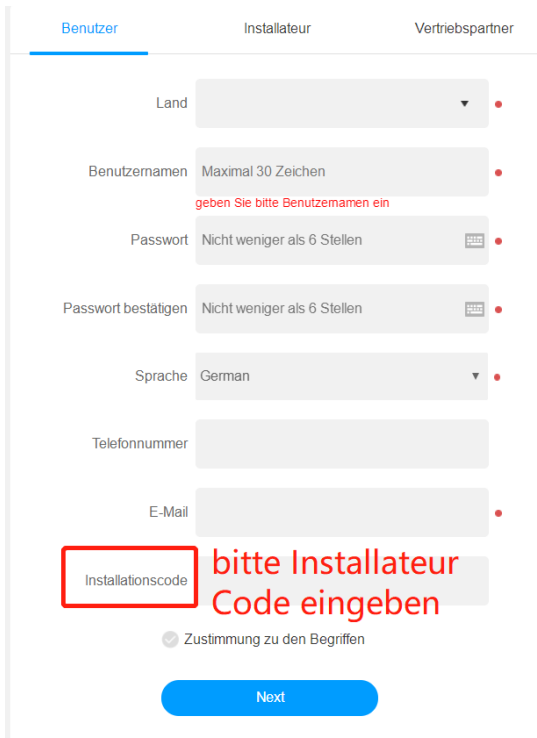 Benutzer Installateur Vertriebspartner
Land
Benutzernamen Maximal 30 Zeichen
geben Sie bitte Benutzernamen ein
Passwort Nicht weniger als 6 Stellen
Passwort bestätigen Nicht weniger als 6 Stellen
Sprache German
Telefonnummer
E-Mail
Installationscode bitte Installateur
Code eingeben
Zustimmung zu den Begriffen
Next